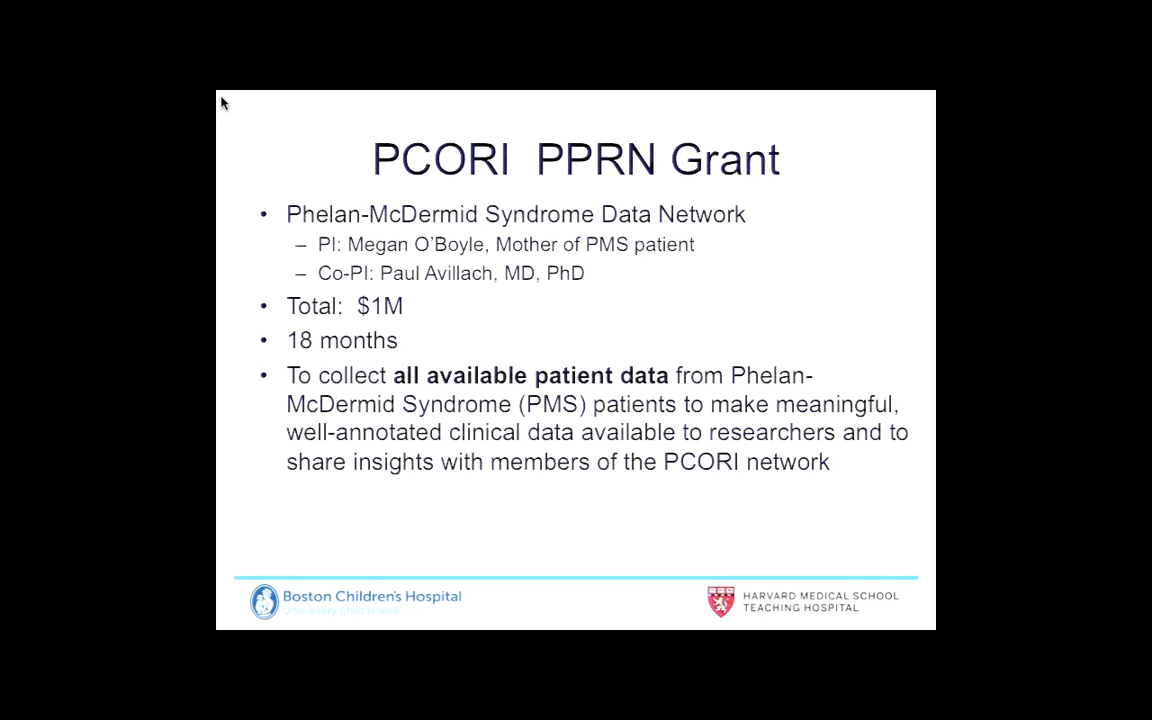 PCORI PPRN Grant
• Phelan-McDermid Syndrome Data Network
– PI: Megan O'Boyle, Mother of PMS patient
– Co-PI: Paul Avillach, MD, PhD
• Total: $1M
• 18 months
• To collect all available patient data from Phelan-
McDermid Syndrome (PMS) patients to make meaningful,
well-annotated clinical data available to researchers and to
share insights with members of the PCORI network
Boston Children's Hospital
Until every child is well
HARVARD MEDICAL SCHOOL
TEACHING HOSPITAL